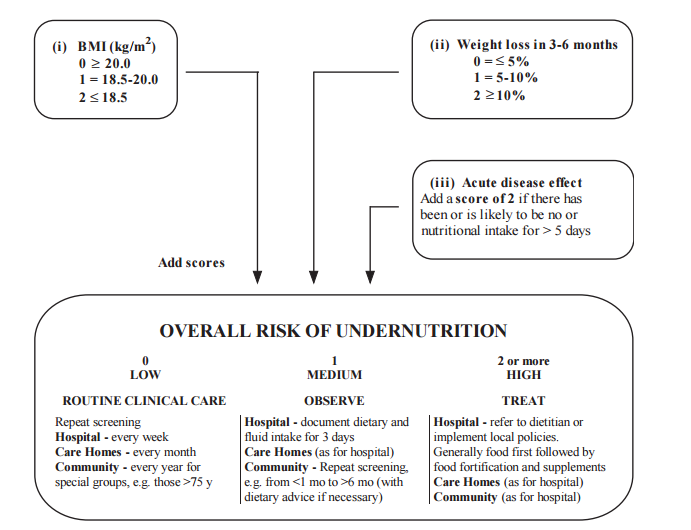 (i) BMI (kg/m²)
0 ≥ 20.0
1 = 18.5-20.0
2 ≤ 18.5
(ii) Weight loss in 3-6 months
0 = ≤ 5%
1 = 5-10%
2 ≥10%
(iii) Acute disease effect
Add a score of 2 if there has
been or is likely to be no or
nutritional intake for > 5 days
Add scores
OVERALL RISK OF UNDERNUTRITION
0
LOW
ROUTINE CLINICAL CARE
Repeat screening
Hospital - every week
Care Homes - every month
Community - every year for
special groups, e.g. those >75 y
1
MEDIUM
OBSERVE
Hospital - document dietary and
fluid intake for 3 days
Care Homes (as for hospital)
Community - Repeat screening,
e.g. from <1 mo to >6 mo (with
dietary advice if necessary)
2 or more
HIGH
TREAT
Hospital - refer to dietitian or
implement local policies.
Generally food first followed by
food fortification and supplements
Care Homes (as for hospital)
Community (as for hospital)